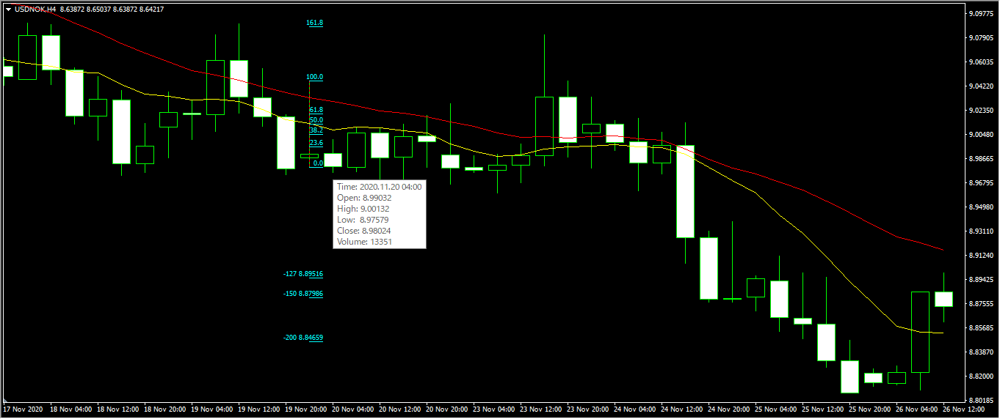 USDNOK,H4 8.63872 8.65037 8.63872 8.64217
9.09775
9.07905
9.06035
9.04220
9.02350
9.00480
8.98665
8.96795
8.94980
8.93110
8.91240
8.89425
8.87555
8.85685
8.83870
8.82000
8.80185
161.8
100.0
61.8
50.0
38.2
23.6
0.0
Time: 2020.11.20 04:00
Open: 8.99032
High: 9.00132
Low: 8.97579
Close: 8.98024
Volume: 13351
-127 8.89516
-150 8.87986
-200 8.84659
17 Nov 2020
18 Nov 04:00
18 Nov 12:00
18 Nov 20:00
19 Nov 04:00
19 Nov 12:00
19 Nov 20:00
20 Nov 04:00
20 Nov 12:00
20 Nov 20:00
23 Nov 04:00
23 Nov 12:00
23 Nov 20:00
24 Nov 04:00
24 Nov 12:00
24 Nov 20:00
25 Nov 04:00
25 Nov 12:00
25 Nov 20:00
26 Nov 04:00
26 Nov 12:00